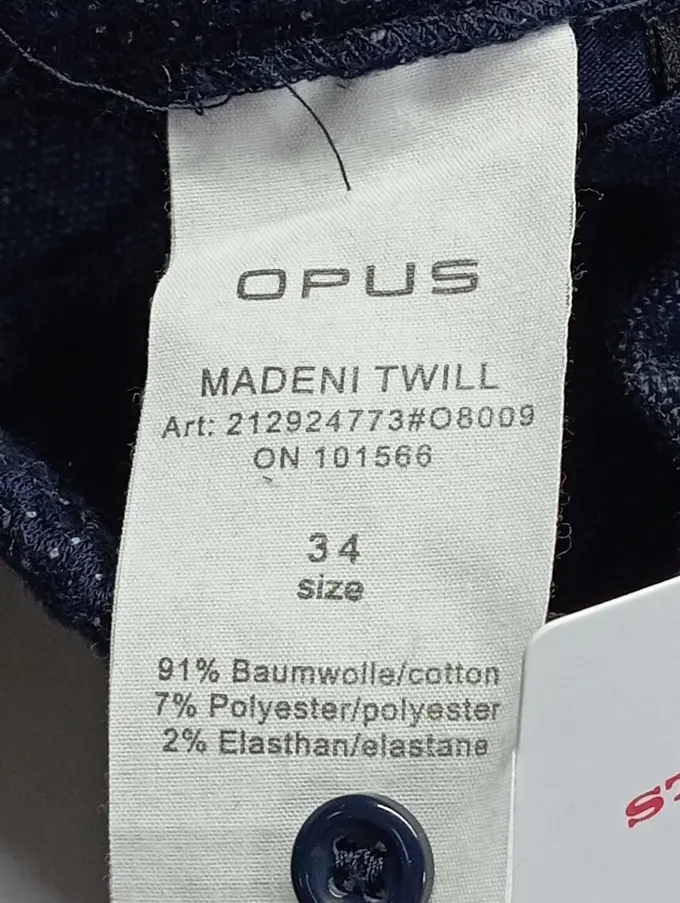 OPUS
MADENI TWILL
Art: 212924773#O8009
ON 101566
34
size
91% Baumwolle/cotton
7% Polyester/polyester
2% Elasthan/elastane